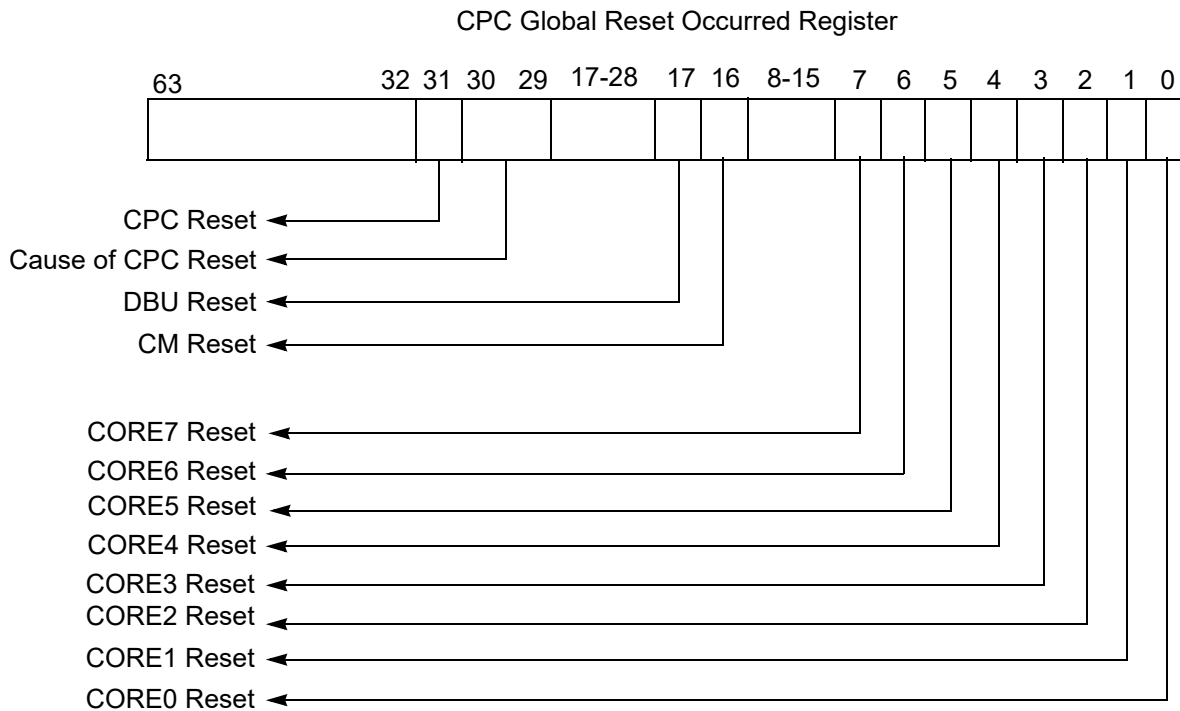 CPC Global Reset Occurred Register
63 32 31 30 29 17-28 17 16 8-15 7 6 5 4 3 2 1 0
CPC Reset
Cause of CPC Reset
DBU Reset
CM Reset
CORE7 Reset
CORE6 Reset
CORE5 Reset
CORE4 Reset
CORE3 Reset
CORE2 Reset
CORE1 Reset
CORE0 Reset